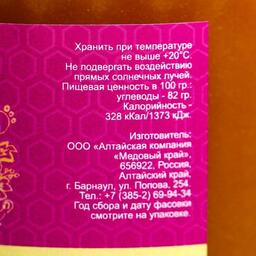 Хранить при температуре
не выше +20°С.
Не подвергать воздействию
прямых солнечных лучей.
Пищевая ценность в 100 гр.:
углеводы - 82 гр.
Калорийность -
328 кКал/1373 кДж.
Изготовитель:
ООО «Алтайская компания
«Медовый край»,
656922, Россия,
Алтайский край,
г. Барнаул, ул. Попова, 254.
Тел.: +7 (385-2) 69-94-34
Год сбора и дату фасовки
смотрите на упаковке.